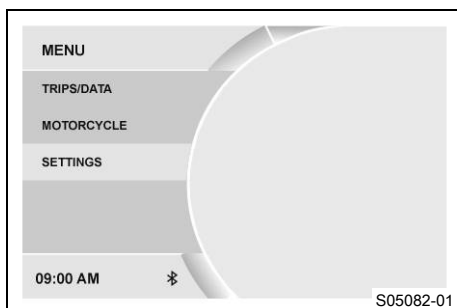 MENU
TRIPS/DATA
MOTORCYCLE
SETTINGS
09:00 AM
S05082-01